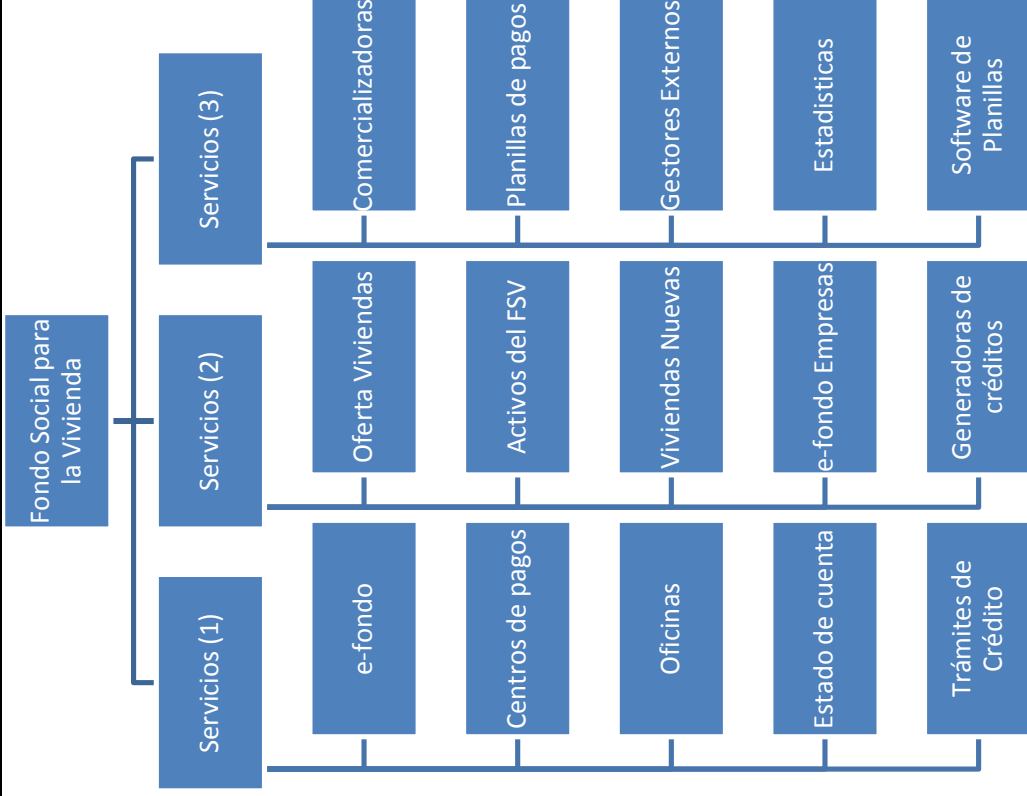 Fondo Social para
la Vivienda
Servicios (1)
e-fondo
Centros de pagos
Oficinas
Estado de cuenta
Trámites de
Crédito
Servicios (2)
Oferta Viviendas
Activos del FSV
Viviendas Nuevas
e-fondo Empresas
Generadoras de
créditos
Servicios (3)
Comercializadoras
Planillas de pagos
Gestores Externos
Estadisticas
Software de
Planillas